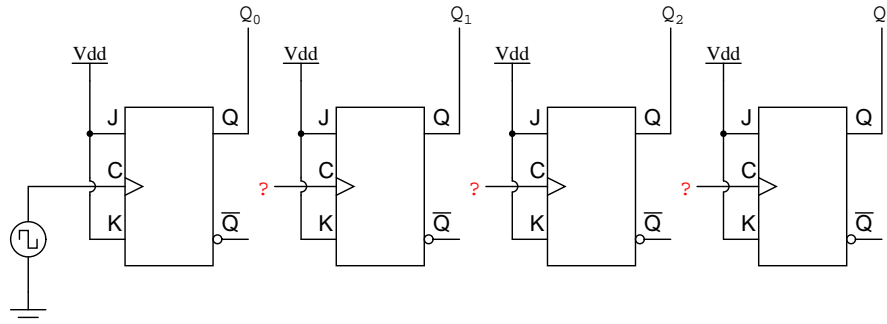 Q0 Q1 Q2 Q
Vdd Vdd Vdd Vdd
J Q J Q J Q J Q
C ? C ? C ? C
K Q̅ K Q̅ K Q̅ K Q̅